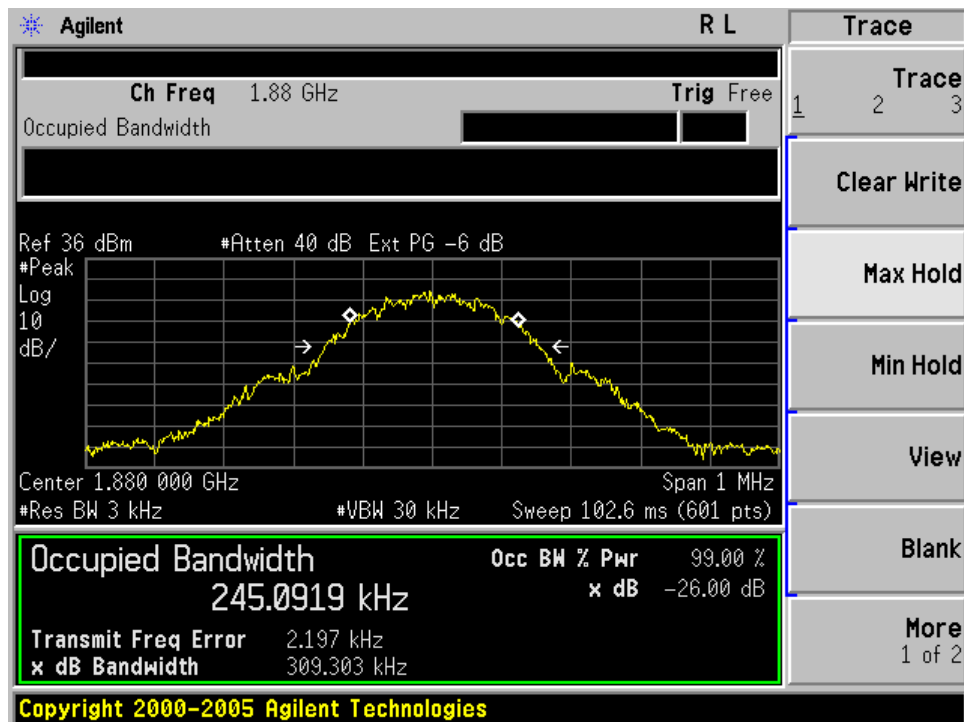 Agilent R L Trace
Ch Freq 1.88 GHz Trig Free
Occupied Bandwidth
Trace
1 2 3
Clear Write
Max Hold
Min Hold
View
Blank
More
1 of 2
Ref 36 dBm #Atten 40 dB Ext PG -6 dB
#Peak
Log
10
dB/
Center 1.880 000 GHz Span 1 MHz
#Res BW 3 kHz #VBW 30 kHz Sweep 102.6 ms (601 pts)
Occupied Bandwidth Occ BW % Pwr 99.00 %
245.0919 kHz x dB -26.00 dB
Transmit Freq Error 2.197 kHz
x dB Bandwidth 309.303 kHz
Copyright 2000-2005 Agilent Technologies